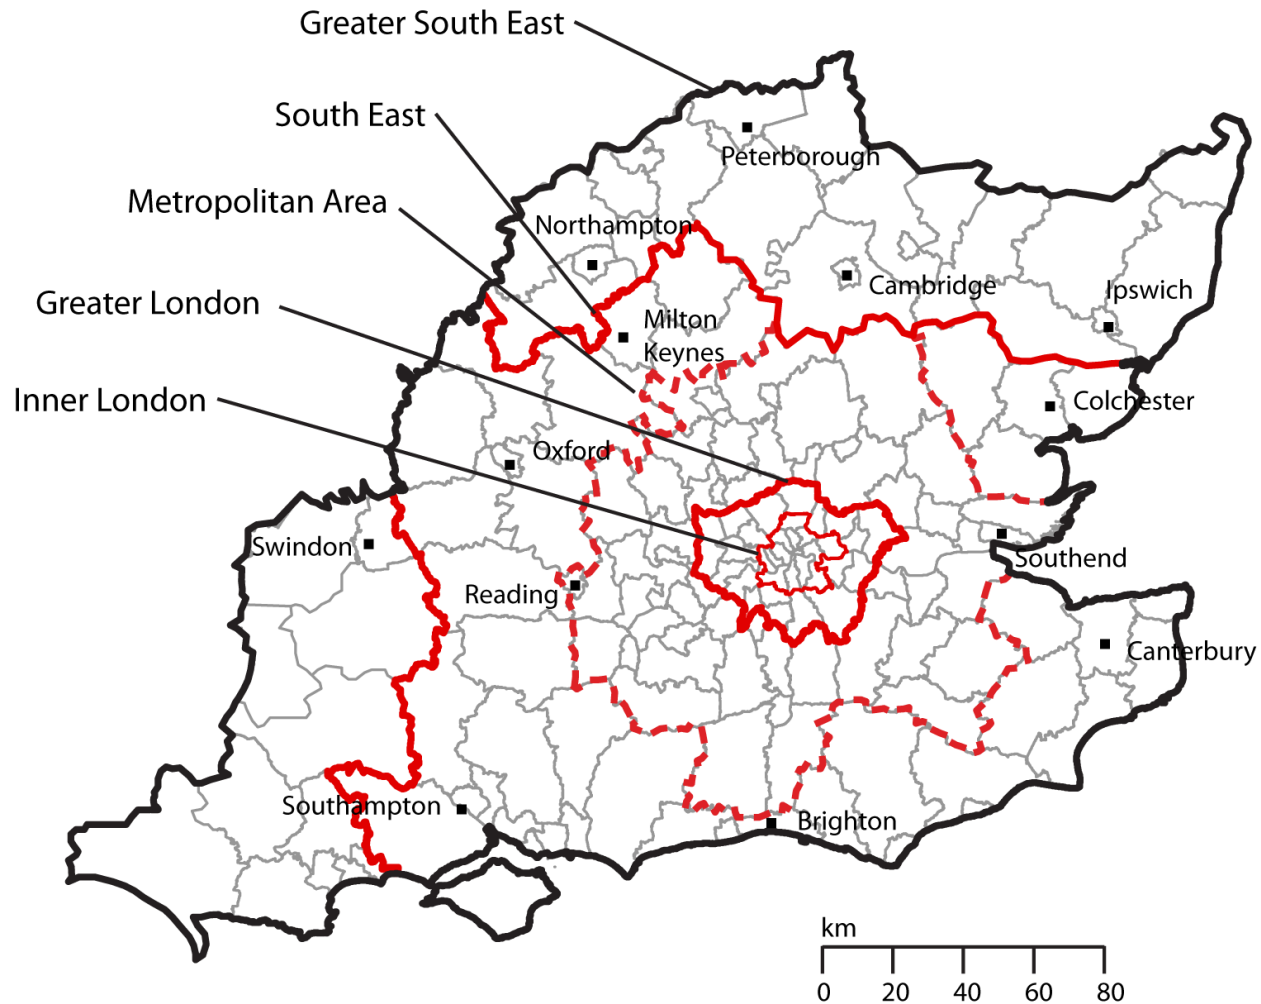 Greater South East
South East
Metropolitan Area
Greater London
Inner London
Peterborough
Northampton
Cambridge
Ipswich
Milton
Keynes
Colchester
Oxford
Swindon
Southend
Reading
Canterbury
Southampton
Brighton
km
0 20 40 60 80